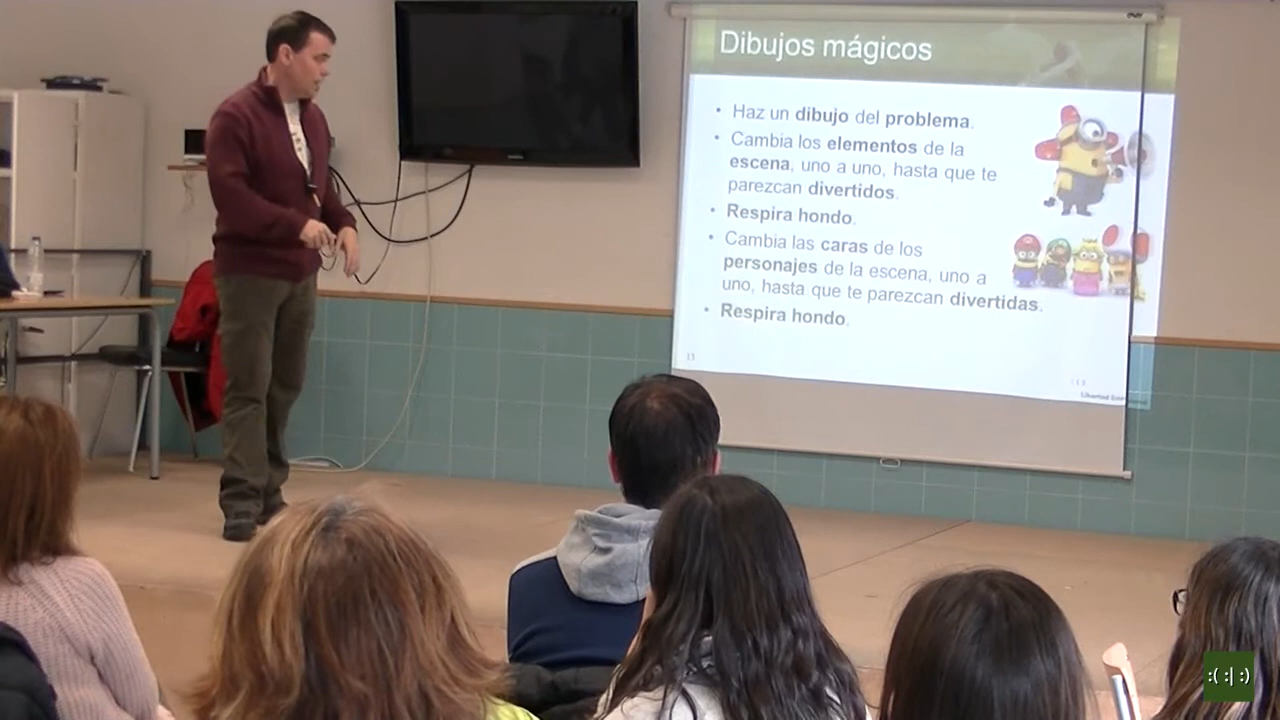 Dibujos mágicos
• Haz un dibujo del problema.
• Cambia los elementos de la
escena, uno a uno, hasta que te
parezcan divertidos.
• Respira hondo.
• Cambia las caras de los
personajes de la escena, uno a
uno, hasta que te parezcan divertidas.
• Respira hondo.
13
:( :| :)